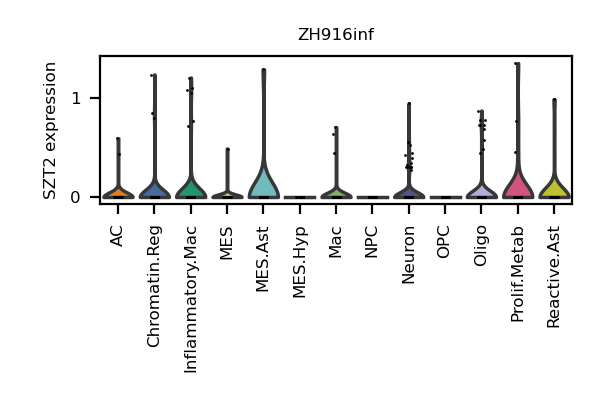 ZH916inf
SZT2 expression
1
0
AC
Chromatin.Reg
Inflammatory.Mac
MES
MES.Ast
MES.Hyp
Mac
NPC
Neuron
OPC
Oligo
Prolif.Metab
Reactive.Ast